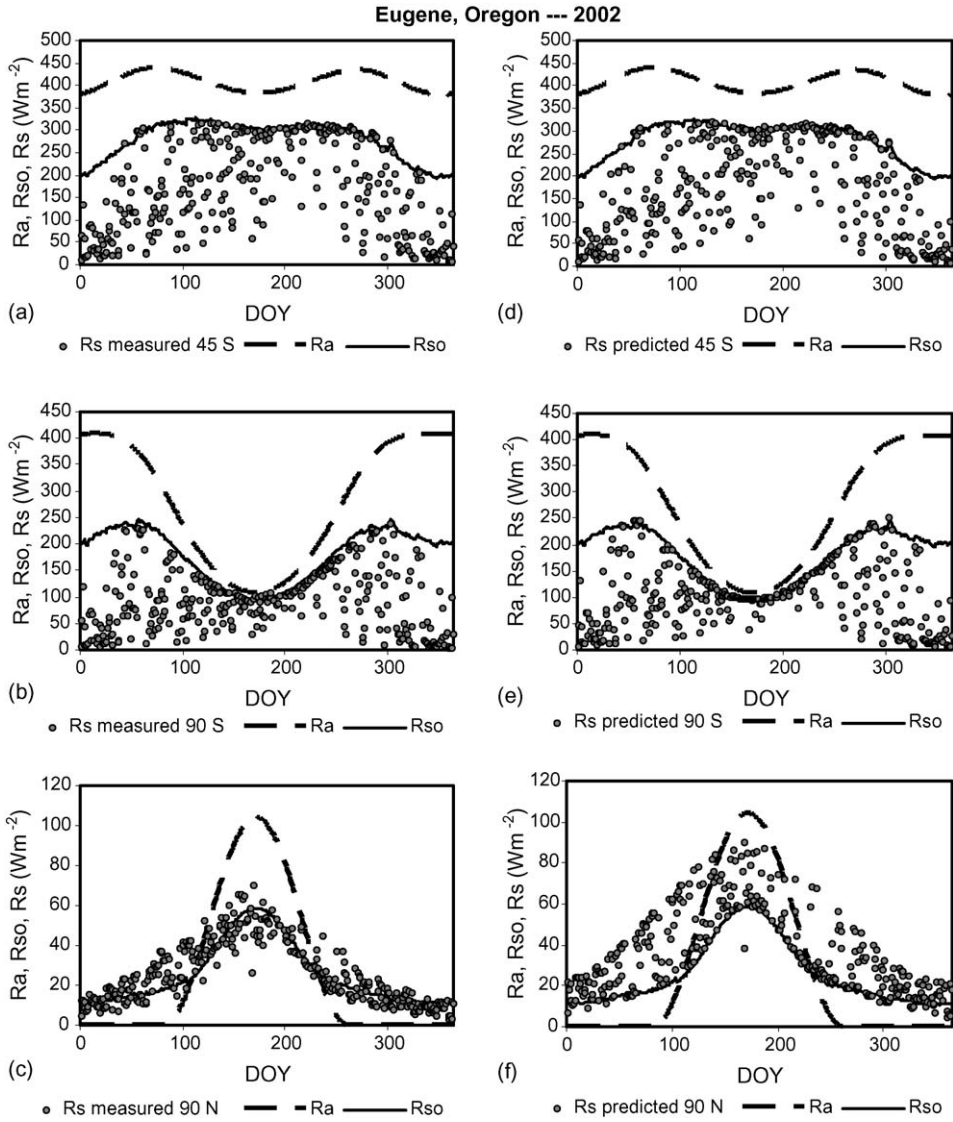 Eugene, Oregon --- 2002
Ra, Rso, Rs (Wm-2)
500
450
400
350
300
250
200
150
100
50
0
0 100 200 300
DOY
(a)
Rs measured 45 S Ra Rso
Ra, Rso, Rs (Wm-2)
500
450
400
350
300
250
200
150
100
50
0
0 100 200 300
DOY
(d)
Rs predicted 45 S Ra Rso
Ra, Rso, Rs (Wm-2)
450
400
350
300
250
200
150
100
50
0
0 100 200 300
DOY
(b)
Rs measured 90 S Ra Rso
Ra, Rso, Rs (Wm-2)
450
400
350
300
250
200
150
100
50
0
0 100 200 300
DOY
(e)
Rs predicted 90 S Ra Rso
Ra, Rso, Rs (Wm-2)
120
100
80
60
40
20
0
0 100 200 300
DOY
(c)
Rs measured 90 N Ra Rso
Ra, Rso, Rs (Wm-2)
120
100
80
60
40
20
0
0 100 200 300
DOY
(f)
Rs predicted 90 N Ra Rso